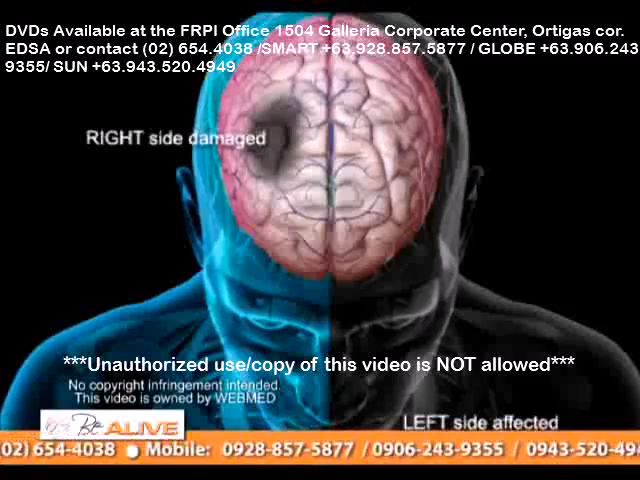 DVDs Available at the FRPI Office 1504 Galleria Corporate Center, Ortigas cor.
EDSA or contact (02) 654.4038 /SMART +63.928.857.5877 / GLOBE +63.906.243
9355/ SUN +63.943.520.4949
RIGHT side damaged
***Unauthorized use/copy of this video is NOT allowed***
No copyright infringement intended.
This video is owned by WEBMED
LEFT side affected
Be ALIVE
(02) 654-4038 ● Mobile: 0928-857-5877 / 0906-243-9355 / 0943-520-494